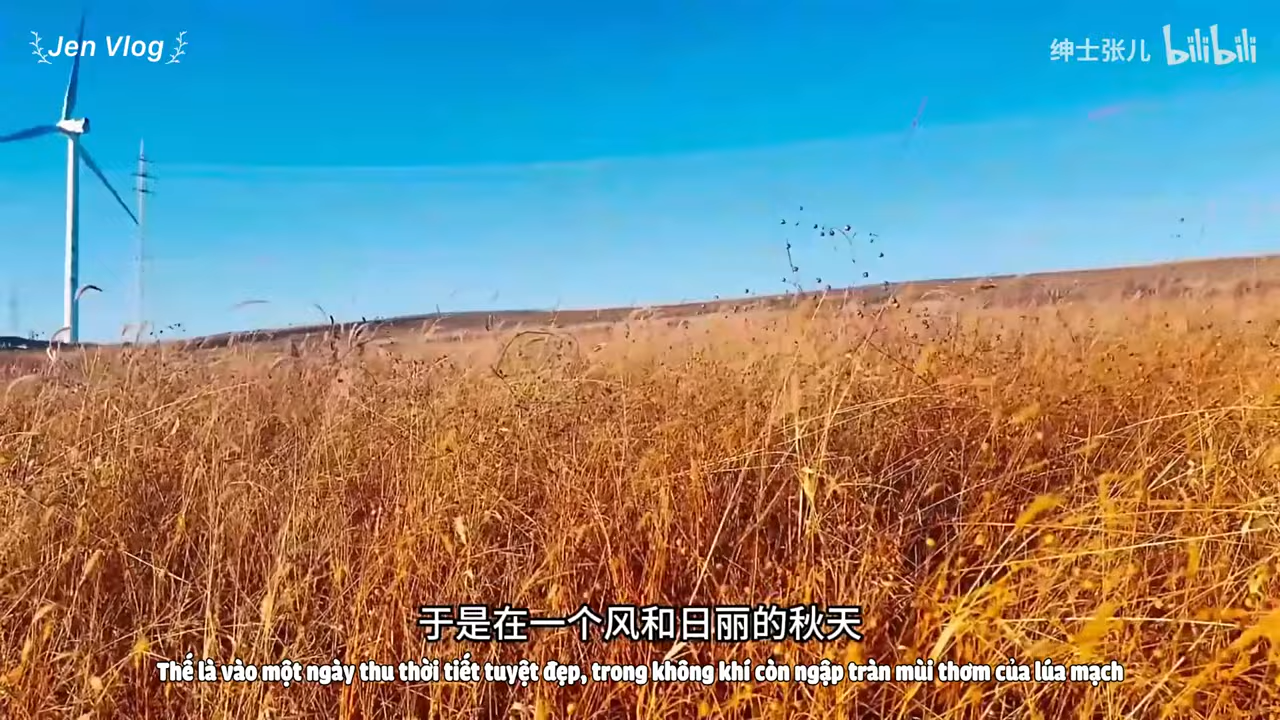 Jen Vlog
绅士张儿 bilibili
于是在一个风和日丽的秋天
Thế là vào một ngày thu thời tiết tuyệt đẹp, trong không khí còn ngập tràn mùi thơm của lúa mạch